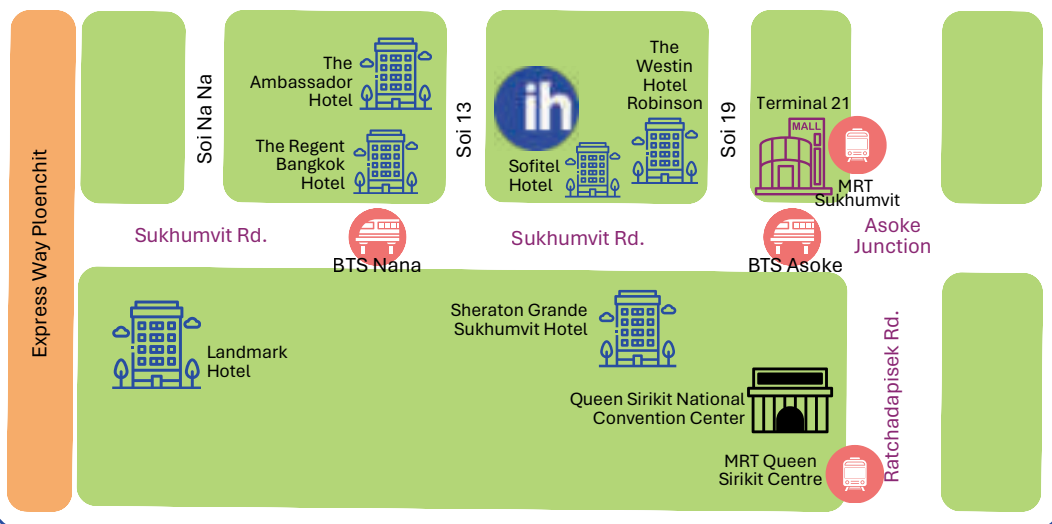 Express Way Ploenchit
Soi Na Na
The
Ambassador
Hotel
The Regent
Bangkok
Hotel
Soi 13
ih
Sofitel
Hotel
The
Westin
Hotel
Robinson
Soi 19
Terminal 21
MALL
MRT
Sukhumvit
Sukhumvit Rd.
BTS Nana
Sukhumvit Rd.
BTS Asoke
Asoke
Junction
Landmark
Hotel
Sheraton Grande
Sukhumvit Hotel
Queen Sirikit National
Convention Center
MRT Queen
Sirikit Centre
Ratchadapisek Rd.